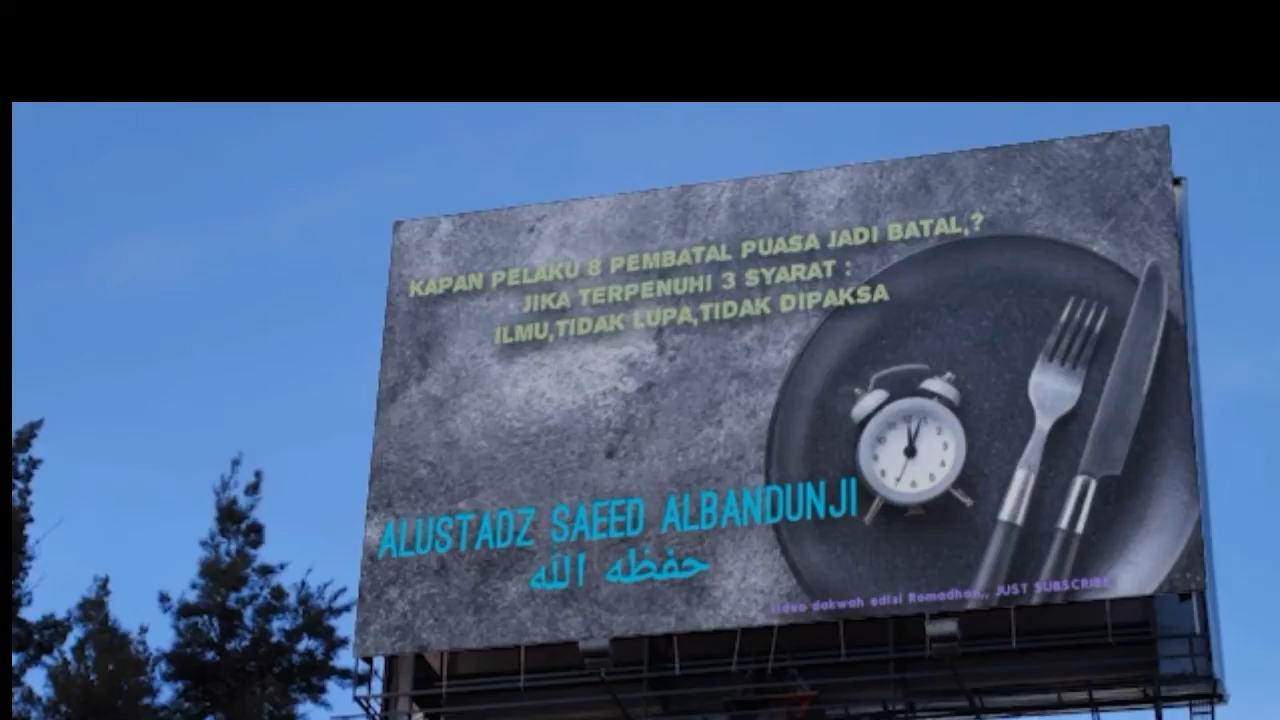 KAPAN PELAKU 8 PEMBATAL PUASA JADI BATAL,?
JIKA TERPENUHI 3 SYARAT :
ILMU,TIDAK LUPA,TIDAK DIPAKSA
ALUSTADZ SAEED ALBANDUNJI
حفظه الله
video dakwah edisi Romadhon,, JUST SUBSCRIBE